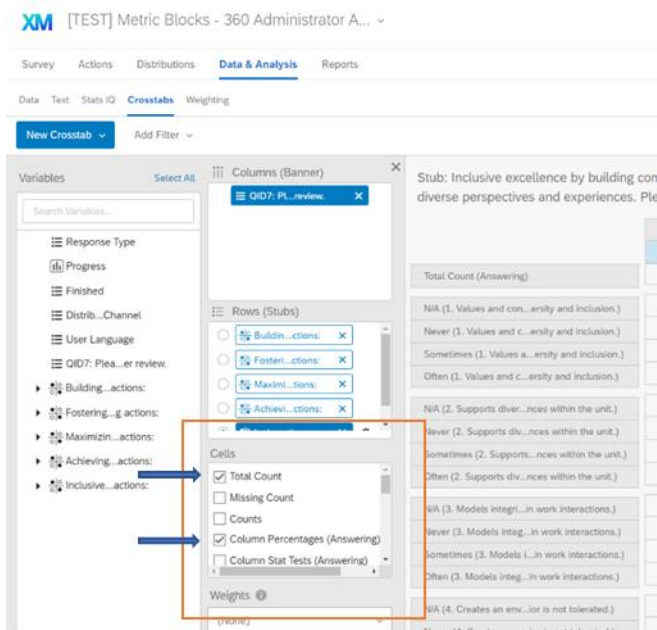 XM [TEST] Metric Blocks - 360 Administrator A...
Survey Actions Distributions Data & Analysis Reports
Data Text Stats iQ Crosstabs Weighting
New Crosstab Add Filter
Variables Select All
Search Variables...
Response Type
Progress
Finished
Distrib...Channel
User Language
QID7: Plea...er review.
Building...actions:
Fostering...g actions:
Maximizin...actions:
Achieving...actions:
Inclusive...actions:
Columns (Banner)
QID7: Pl...review.
Rows (Stubs)
Buildin...ctions:
Fosteri...ctions:
Maximi...tions:
Achievi...ctions:
Cells
Total Count
Missing Count
Counts
Column Percentages (Answering)
Column Stat Tests (Answering)
Weights
(None)
Stub: Inclusive excellence by building con
diverse perspectives and experiences. Ple
Total Count (Answering)
N/A (1. Values and con...ersity and inclusion.)
Never (1. Values and c...ersity and inclusion.)
Sometimes (1. Values a...ersity and inclusion.)
Often (1. Values and c...ersity and inclusion.)
N/A (2. Supports diver...nces within the unit.)
Never (2. Supports div...nces within the unit.)
Sometimes (2. Supports...nces within the unit.)
Often (2. Supports div...nces within the unit.)
N/A (3. Models integri...in work interactions.)
Never (3. Models integ...in work interactions.)
Sometimes (3. Models i...in work interactions.)
Often (3. Models integ...in work interactions.)
N/A (4. Creates an env...ior is not tolerated.)